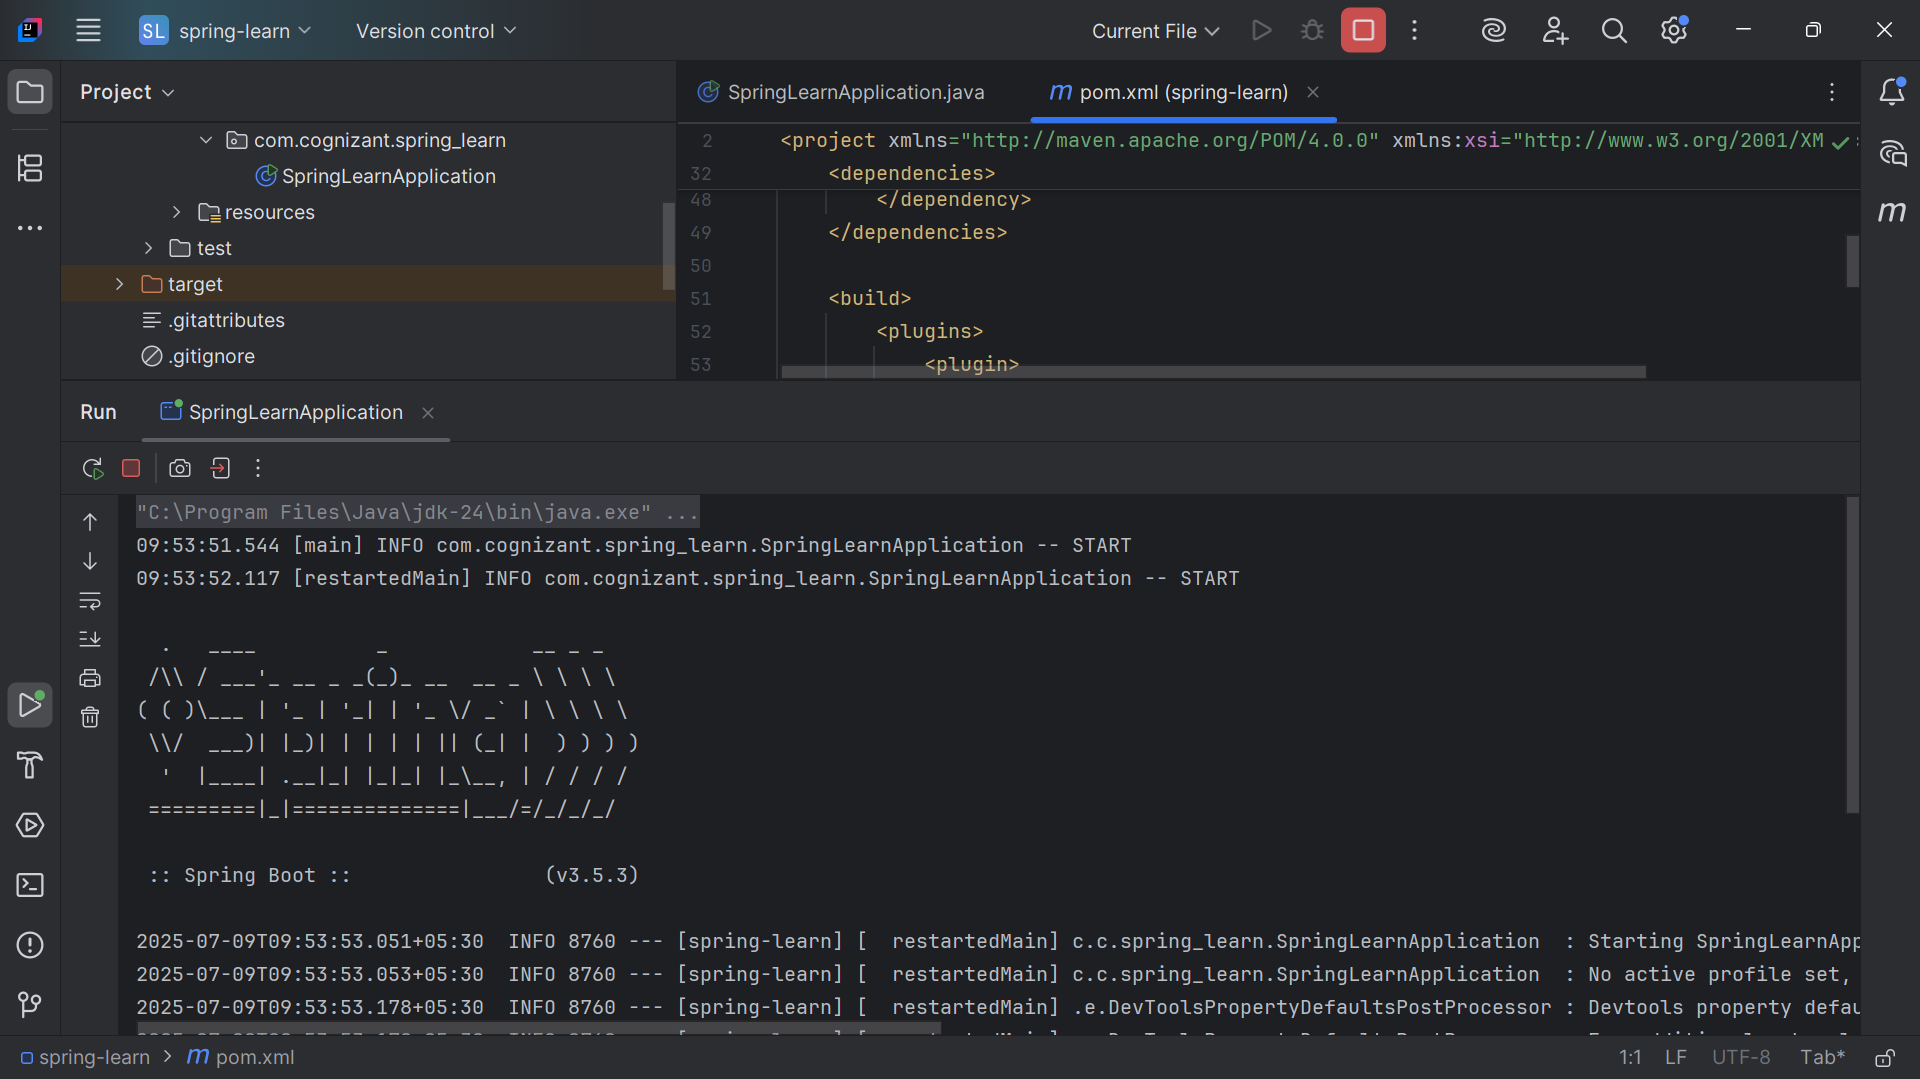 SL spring-learn
Version control
Current File
Project
com.cognizant.spring_learn
SpringLearnApplication
resources
test
target
.gitattributes
.gitignore
SpringLearnApplication.java
m pom.xml (spring-learn)
2 <project xmlns="http://maven.apache.org/POM/4.0.0" xmlns:xsi="http://www.w3.org/2001/XM
32 <dependencies>
48 </dependency>
49 </dependencies>
50
51 <build>
52 <plugins>
53 <plugin>
m
Run
SpringLearnApplication
"C:\Program Files\Java\jdk-24\bin\java.exe" ...
09:53:51.544 [main] INFO com.cognizant.spring_learn.SpringLearnApplication -- START
09:53:52.117 [restartedMain] INFO com.cognizant.spring_learn.SpringLearnApplication -- START
  .   ____          _            __ _ _
 /\\ / ___'_ __ _ _(_)_ __  __ _ \ \ \ \
( ( )\___ | '_ | '_| | '_ \/ _` | \ \ \ \
 \\/  ___)| |_)| | | | | || (_| |  ) ) ) )
  '  |____| .__|_| |_|_| |_\__, | / / / /
 =========|_|==============|___/=/_/_/_/
:: Spring Boot :: (v3.5.3)
2025-07-09T09:53:53.051+05:30  INFO 8760 --- [spring-learn] [  restartedMain] c.c.spring_learn.SpringLearnApplication  : Starting SpringLearnApp
2025-07-09T09:53:53.053+05:30  INFO 8760 --- [spring-learn] [  restartedMain] c.c.spring_learn.SpringLearnApplication  : No active profile set,
2025-07-09T09:53:53.178+05:30  INFO 8760 --- [spring-learn] [  restartedMain] .e.DevToolsPropertyDefaultsPostProcessor : Devtools property defau
spring-learn > m pom.xml
1:1 LF UTF-8 Tab*